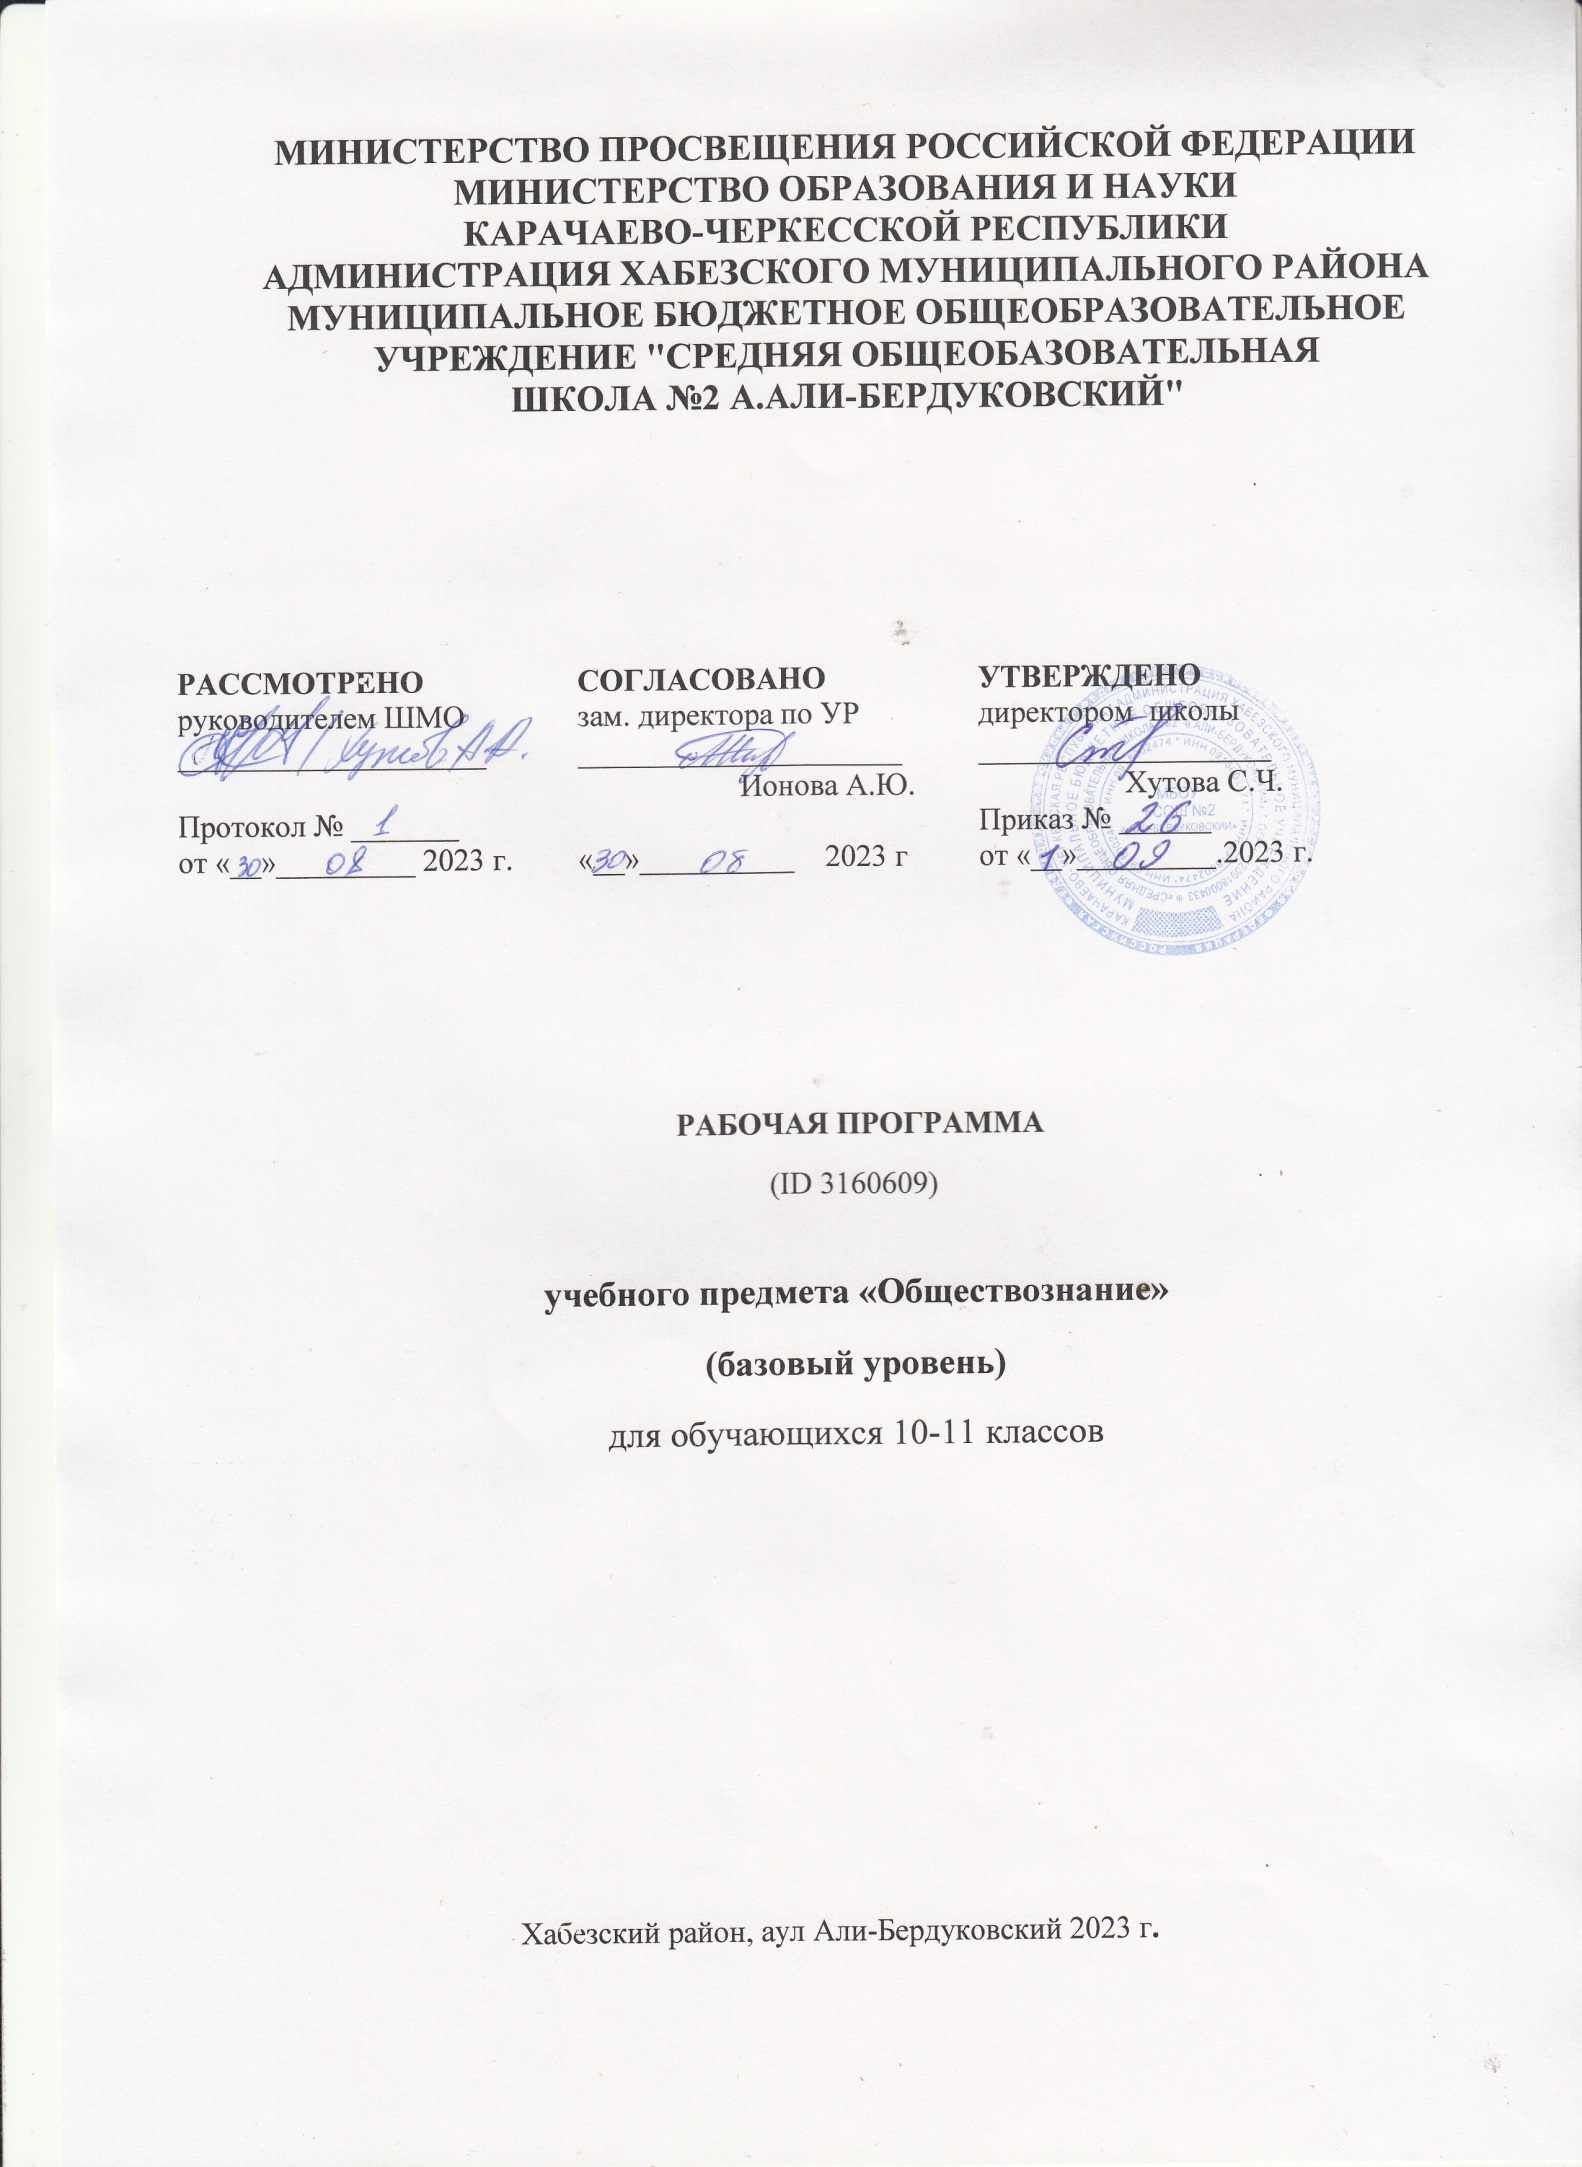 МИНИСТЕРСТВО ПРОСВЕЩЕНИЯ РОССИЙСКОЙ ФЕДЕРАЦИИ
МИНИСТЕРСТВО ОБРАЗОВАНИЯ И НАУКИ
КАРАЧАЕВО-ЧЕРКЕССКОЙ РЕСПУБЛИКИ
АДМИНИСТРАЦИЯ ХАБЕЗСКОГО МУНИЦИПАЛЬНОГО РАЙОНА
МУНИЦИПАЛЬНОЕ БЮДЖЕТНОЕ ОБЩЕОБРАЗОВАТЕЛЬНОЕ
УЧРЕЖДЕНИЕ "СРЕДНЯЯ ОБЩЕОБАЗОВАТЕЛЬНАЯ
ШКОЛА №2 А.АЛИ-БЕРДУКОВСКИЙ"
РАССМОТРЕНО
руководителем ШМО
Протокол № 1
от «30» 08 2023 г.
СОГЛАСОВАНО
зам. директора по УР
Ионова А.Ю.
«30» 08 2023 г
УТВЕРЖДЕНО
директором школы
Хутова С.Ч.
Приказ № 26
от «1» 09 .2023 г.
МБОУ
СОШ №2
РАБОЧАЯ ПРОГРАММА
(ID 3160609)
учебного предмета «Обществознание»
(базовый уровень)
для обучающихся 10-11 классов
Хабезский район, аул Али-Бердуковский 2023 г.